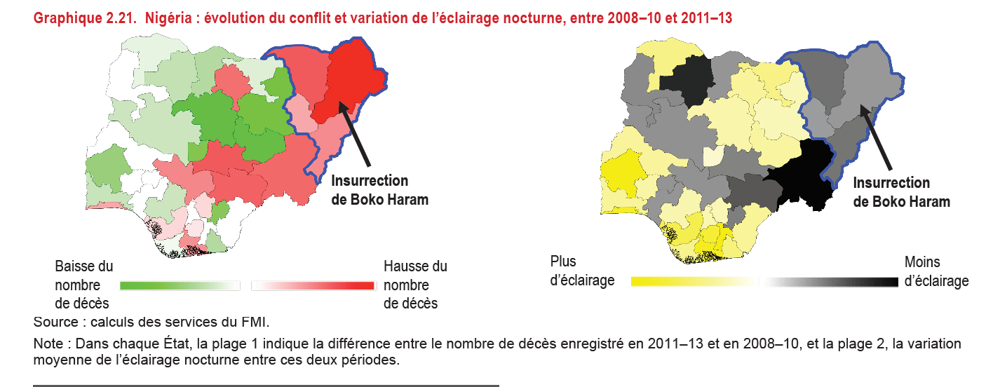 Graphique 2.21. Nigéria : évolution du conflit et variation de l’éclairage nocturne, entre 2008–10 et 2011–13
Insurrection
de Boko Haram
Baisse du
nombre
de décès
Hausse du
nombre
de décès
Insurrection
de Boko Haram
Plus
d’éclairage
Moins
d’éclairage
Source : calculs des services du FMI.
Note : Dans chaque État, la plage 1 indique la différence entre le nombre de décès enregistré en 2011–13 et en 2008–10, et la plage 2, la variation
moyenne de l’éclairage nocturne entre ces deux périodes.